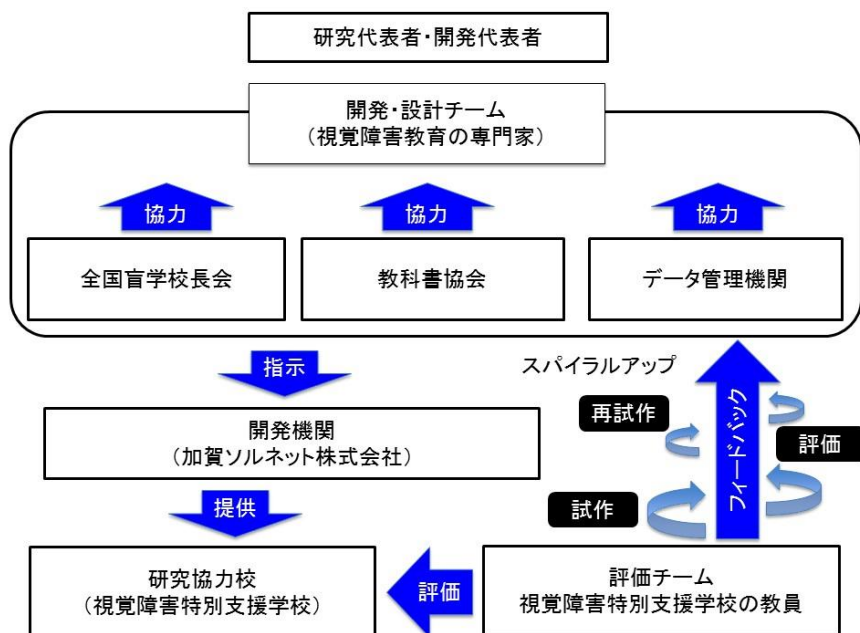 研究代表者・開発代表者
開発・設計チーム
(視覚障害教育の専門家)
協力
協力
協力
全国盲学校長会
教科書協会
データ管理機関
指示
スパイラルアップ
開発機関
(加賀ソルネット株式会社)
再試作
評価
フィードバック
試作
提供
研究協力校
(視覚障害特別支援学校)
評価
評価チーム
視覚障害特別支援学校の教員